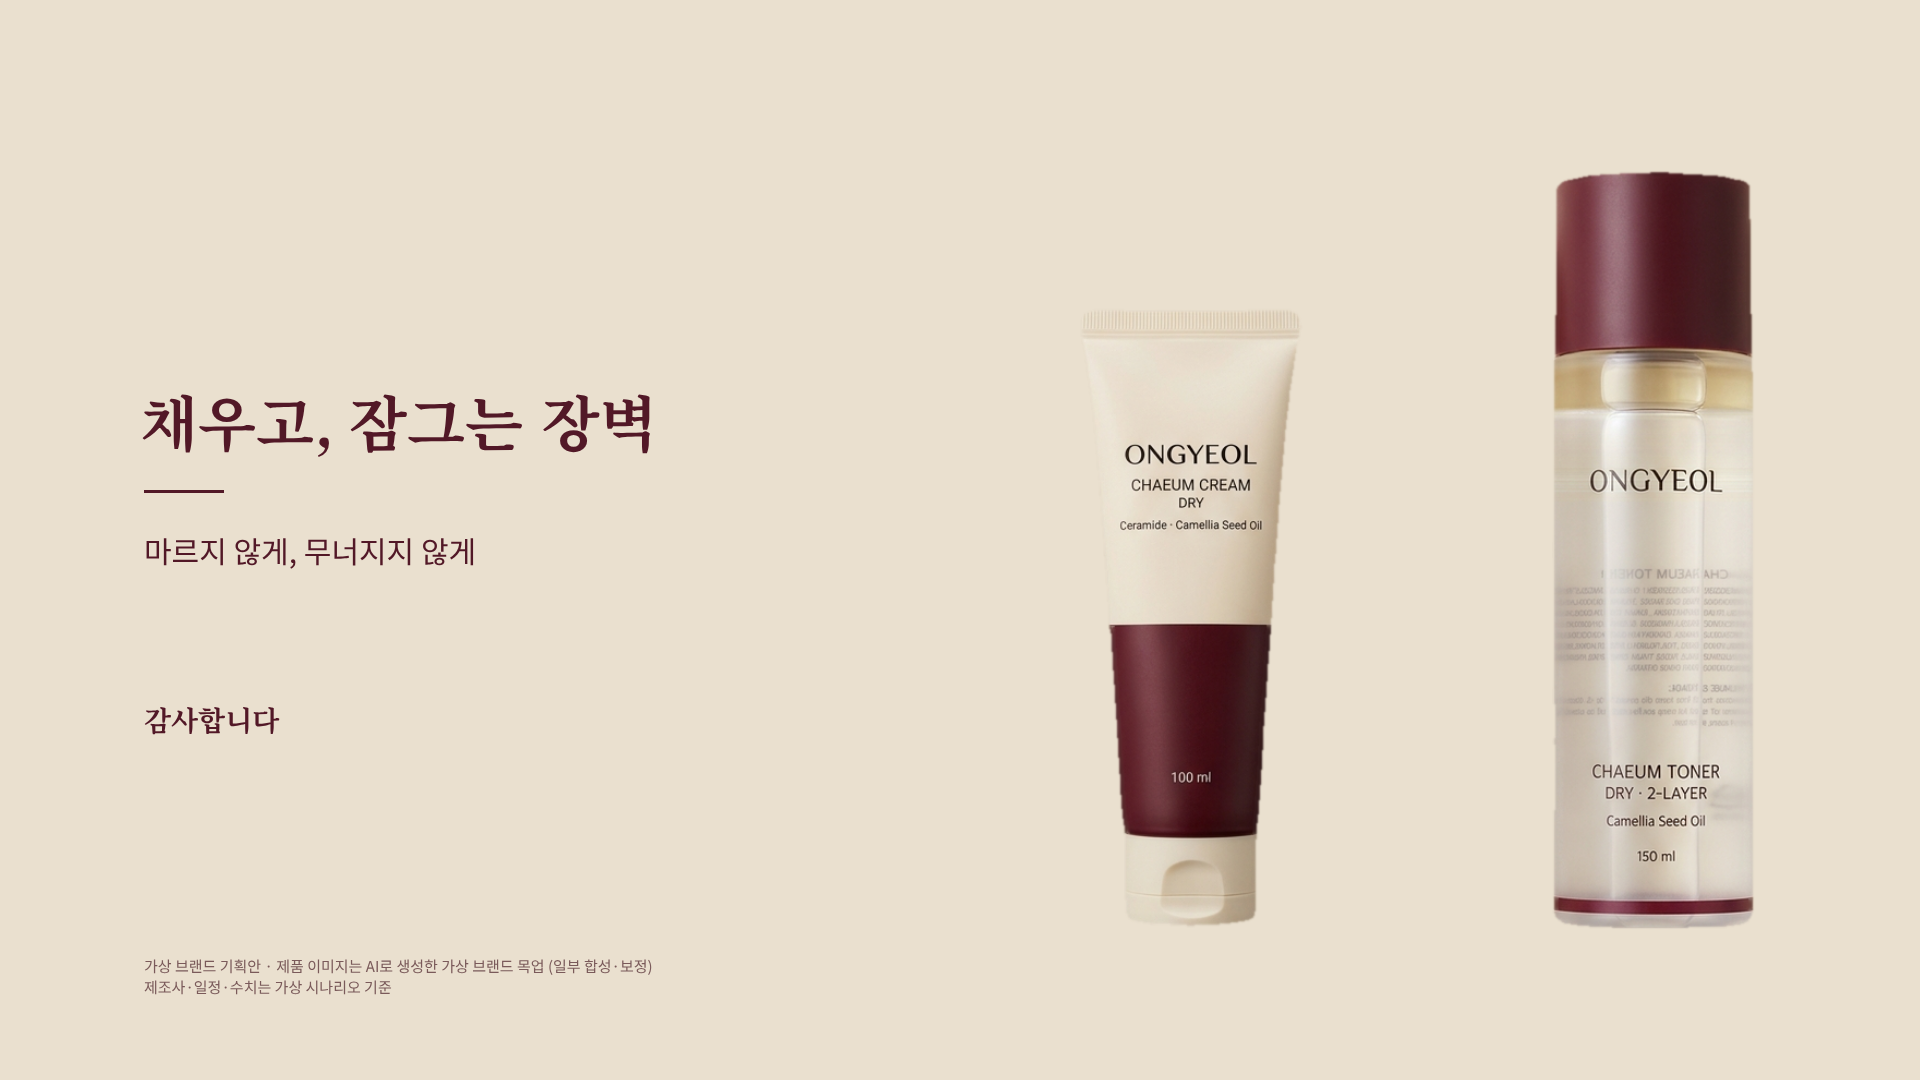 채우고, 잠그는 장벽
마르지 않게, 무너지지 않게
감사합니다
가상 브랜드 기획안 · 제품 이미지는 AI로 생성한 가상 브랜드 목업 (일부 합성·보정)
제조사·일정·수치는 가상 시나리오 기준
ONGYEOL
CHAEUM CREAM
DRY
Ceramide · Camellia Seed Oil
100 ml
ONGYEOL
CHAEUM TONER
DRY · 2-LAYER
Camellia Seed Oil
150 ml